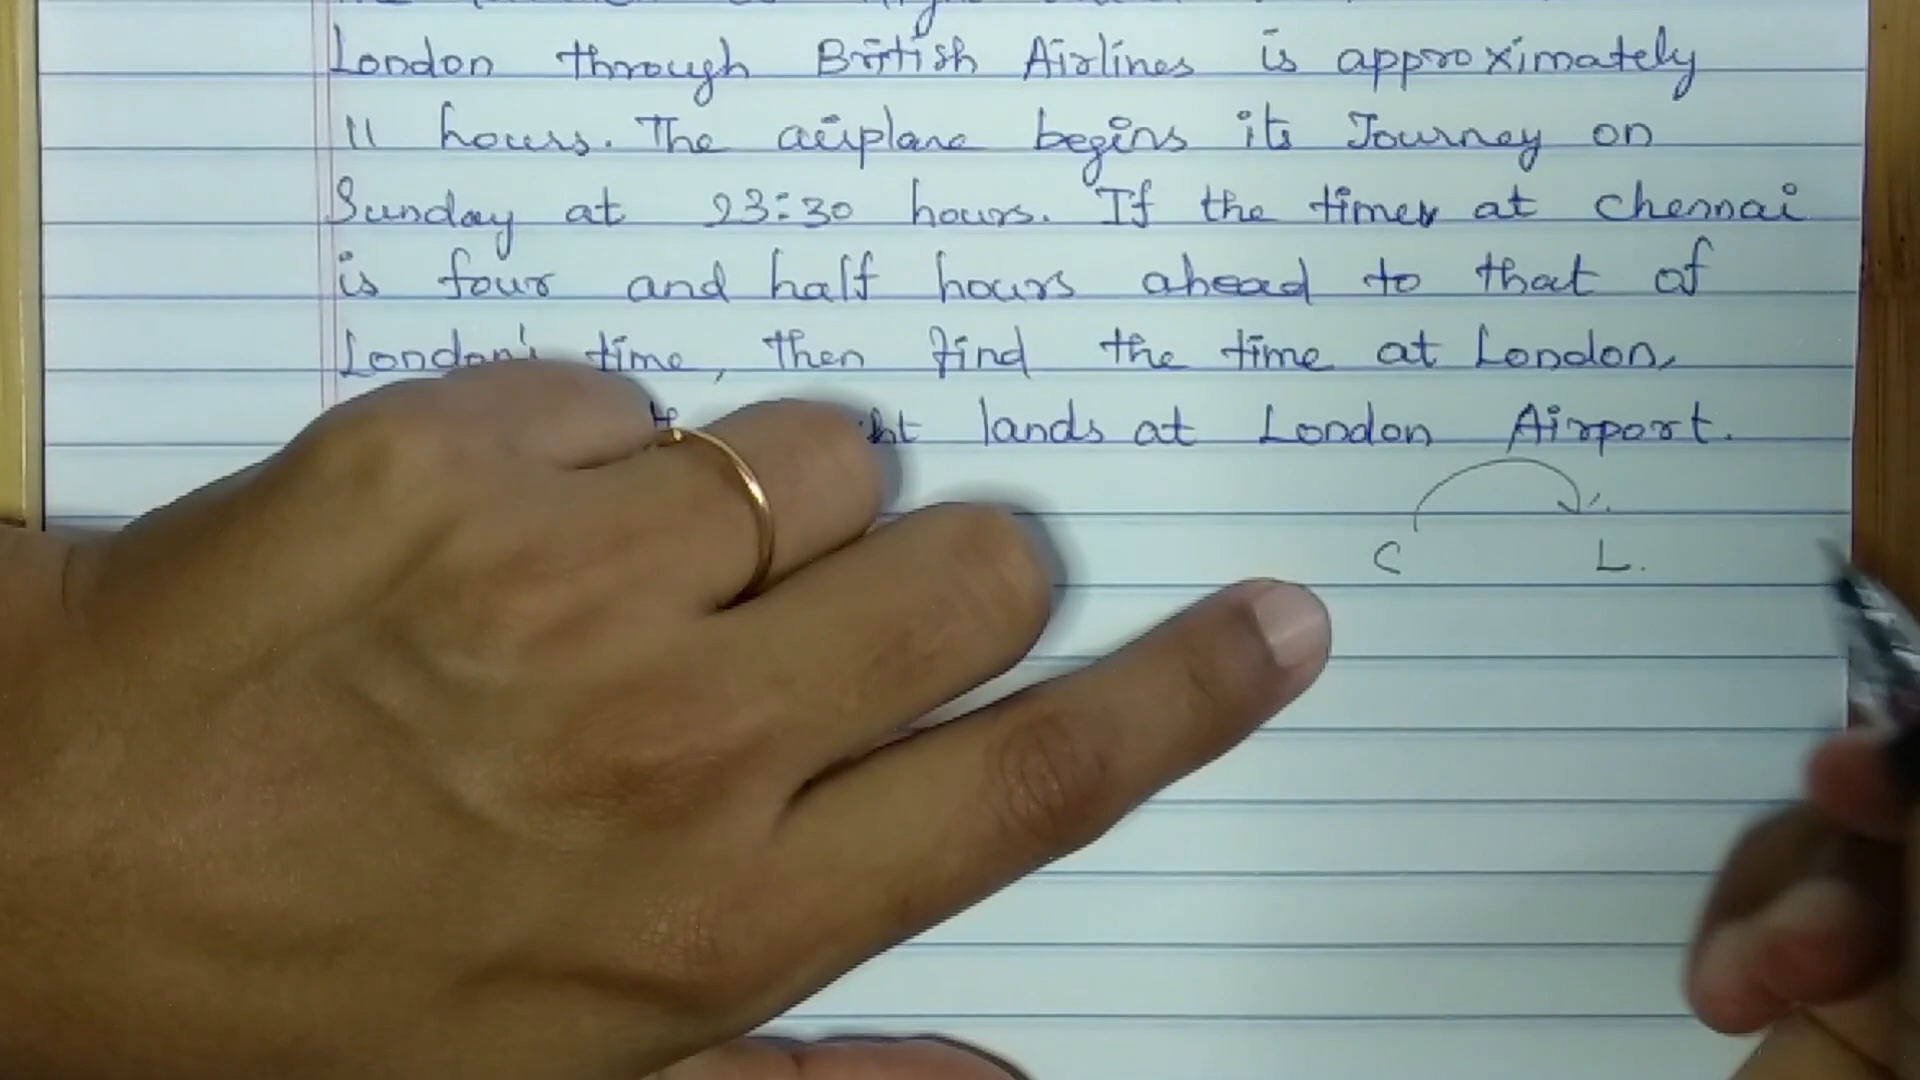 London through British Airlines is approximately
11 hours. The airplane begins its Journey on
Sunday at 23:30 hours. If the time at chennai
is four and half hours ahead to that of
London's time, then find the time at London,
lands at London Airport.
C L.